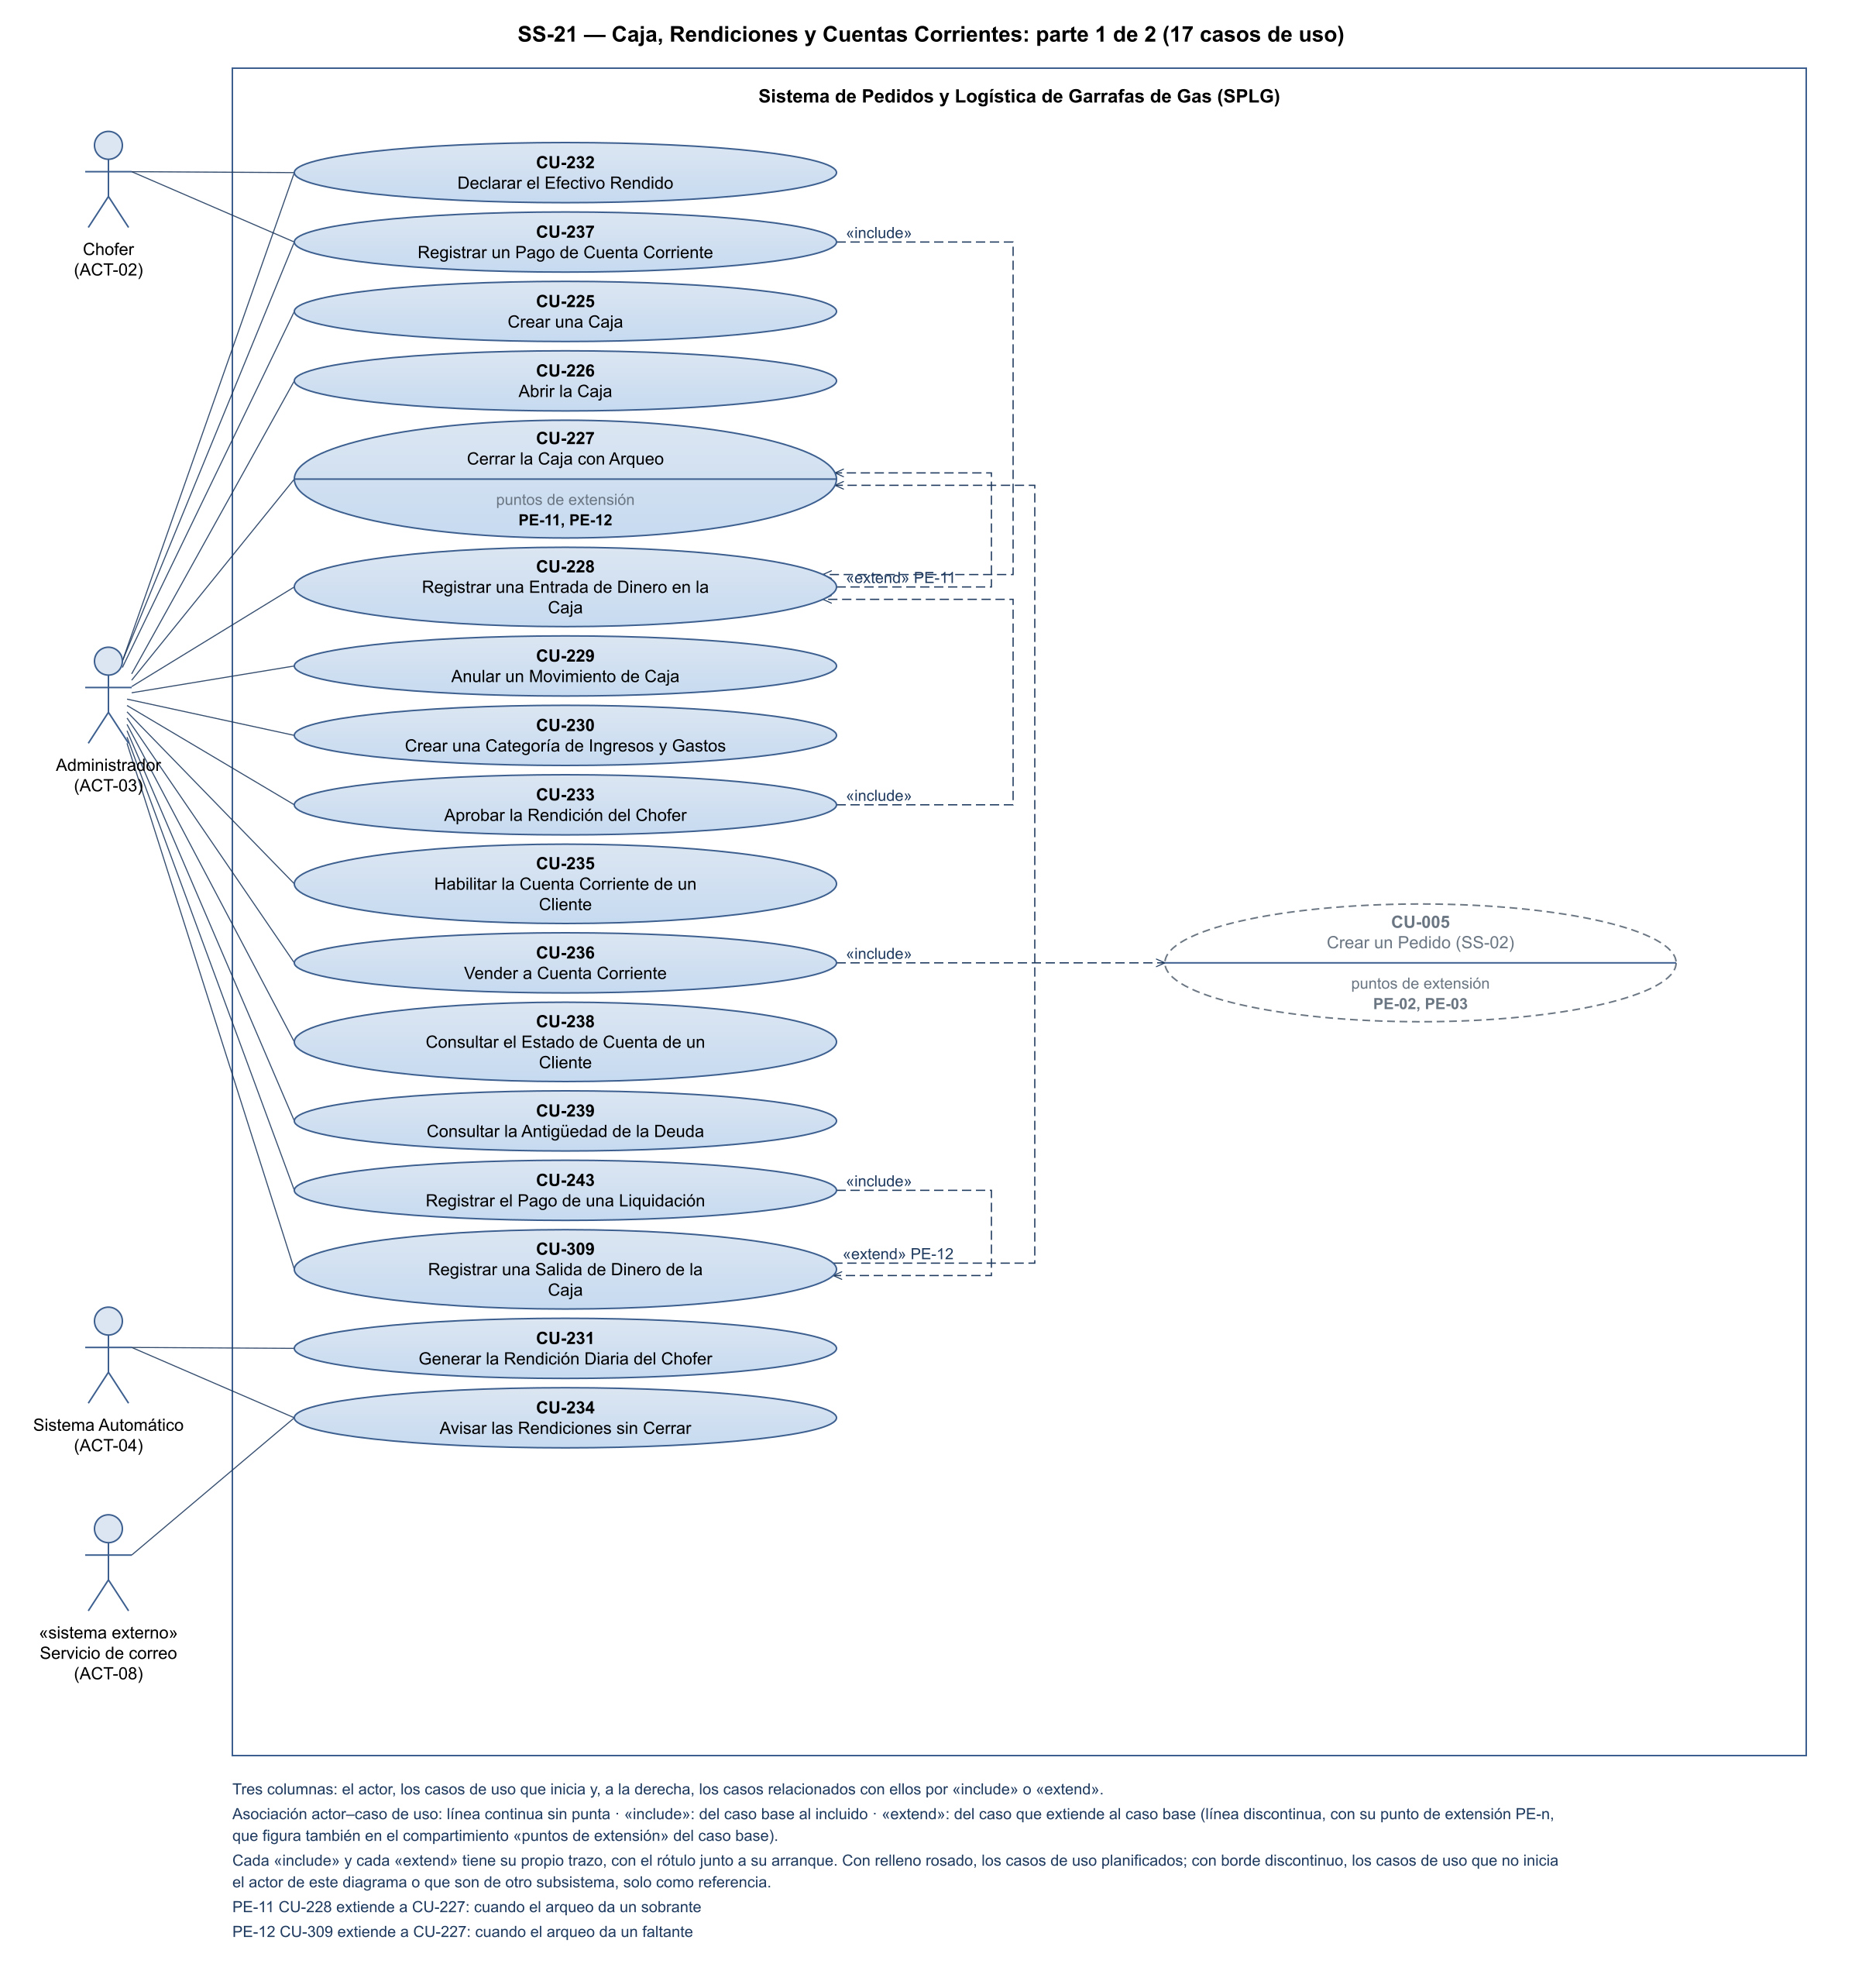 SS-21 — Caja, Rendiciones y Cuentas Corrientes: parte 1 de 2 (17 casos de uso)
Sistema de Pedidos y Logística de Garrafas de Gas (SPLG)
Chofer
(ACT-02)
CU-232
Declarar el Efectivo Rendido
CU-237
Registrar un Pago de Cuenta Corriente
«include»
CU-225
Crear una Caja
CU-226
Abrir la Caja
CU-227
Cerrar la Caja con Arqueo
puntos de extensión
PE-11, PE-12
CU-228
Registrar una Entrada de Dinero en la
Caja
«extend» PE-11
Administrador
(ACT-03)
CU-229
Anular un Movimiento de Caja
CU-230
Crear una Categoría de Ingresos y Gastos
CU-233
Aprobar la Rendición del Chofer
«include»
CU-235
Habilitar la Cuenta Corriente de un
Cliente
CU-236
Vender a Cuenta Corriente
«include»
CU-005
Crear un Pedido (SS-02)
puntos de extensión
PE-02, PE-03
CU-238
Consultar el Estado de Cuenta de un
Cliente
CU-239
Consultar la Antigüedad de la Deuda
CU-243
Registrar el Pago de una Liquidación
«include»
CU-309
Registrar una Salida de Dinero de la
Caja
«extend» PE-12
Sistema Automático
(ACT-04)
CU-231
Generar la Rendición Diaria del Chofer
CU-234
Avisar las Rendiciones sin Cerrar
«sistema externo»
Servicio de correo
(ACT-08)
Tres columnas: el actor, los casos de uso que inicia y, a la derecha, los casos relacionados con ellos por «include» o «extend».
Asociación actor–caso de uso: línea continua sin punta · «include»: del caso base al incluido · «extend»: del caso que extiende al caso base (línea discontinua, con su punto de extensión PE-n,
que figura también en el compartimiento «puntos de extensión» del caso base).
Cada «include» y cada «extend» tiene su propio trazo, con el rótulo junto a su arranque. Con relleno rosado, los casos de uso planificados; con borde discontinuo, los casos de uso que no inicia
el actor de este diagrama o que son de otro subsistema, solo como referencia.
PE-11 CU-228 extiende a CU-227: cuando el arqueo da un sobrante
PE-12 CU-309 extiende a CU-227: cuando el arqueo da un faltante